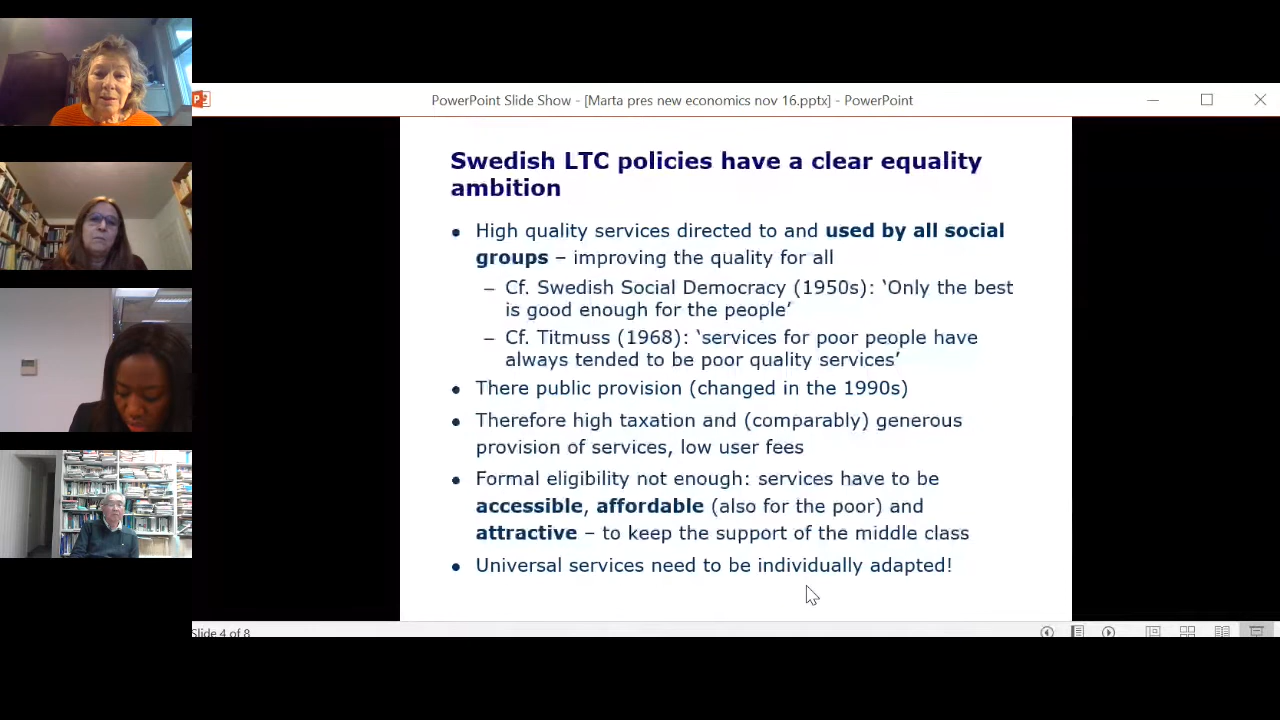 PowerPoint Slide Show - [Marta pres new economics nov 16.pptx] - PowerPoint
Swedish LTC policies have a clear equality
ambition
• High quality services directed to and used by all social
groups – improving the quality for all
– Cf. Swedish Social Democracy (1950s): ‘Only the best
is good enough for the people’
– Cf. Titmuss (1968): ‘services for poor people have
always tended to be poor quality services’
• There public provision (changed in the 1990s)
• Therefore high taxation and (comparably) generous
provision of services, low user fees
• Formal eligibility not enough: services have to be
accessible, affordable (also for the poor) and
attractive – to keep the support of the middle class
• Universal services need to be individually adapted!
Slide 4 of 8